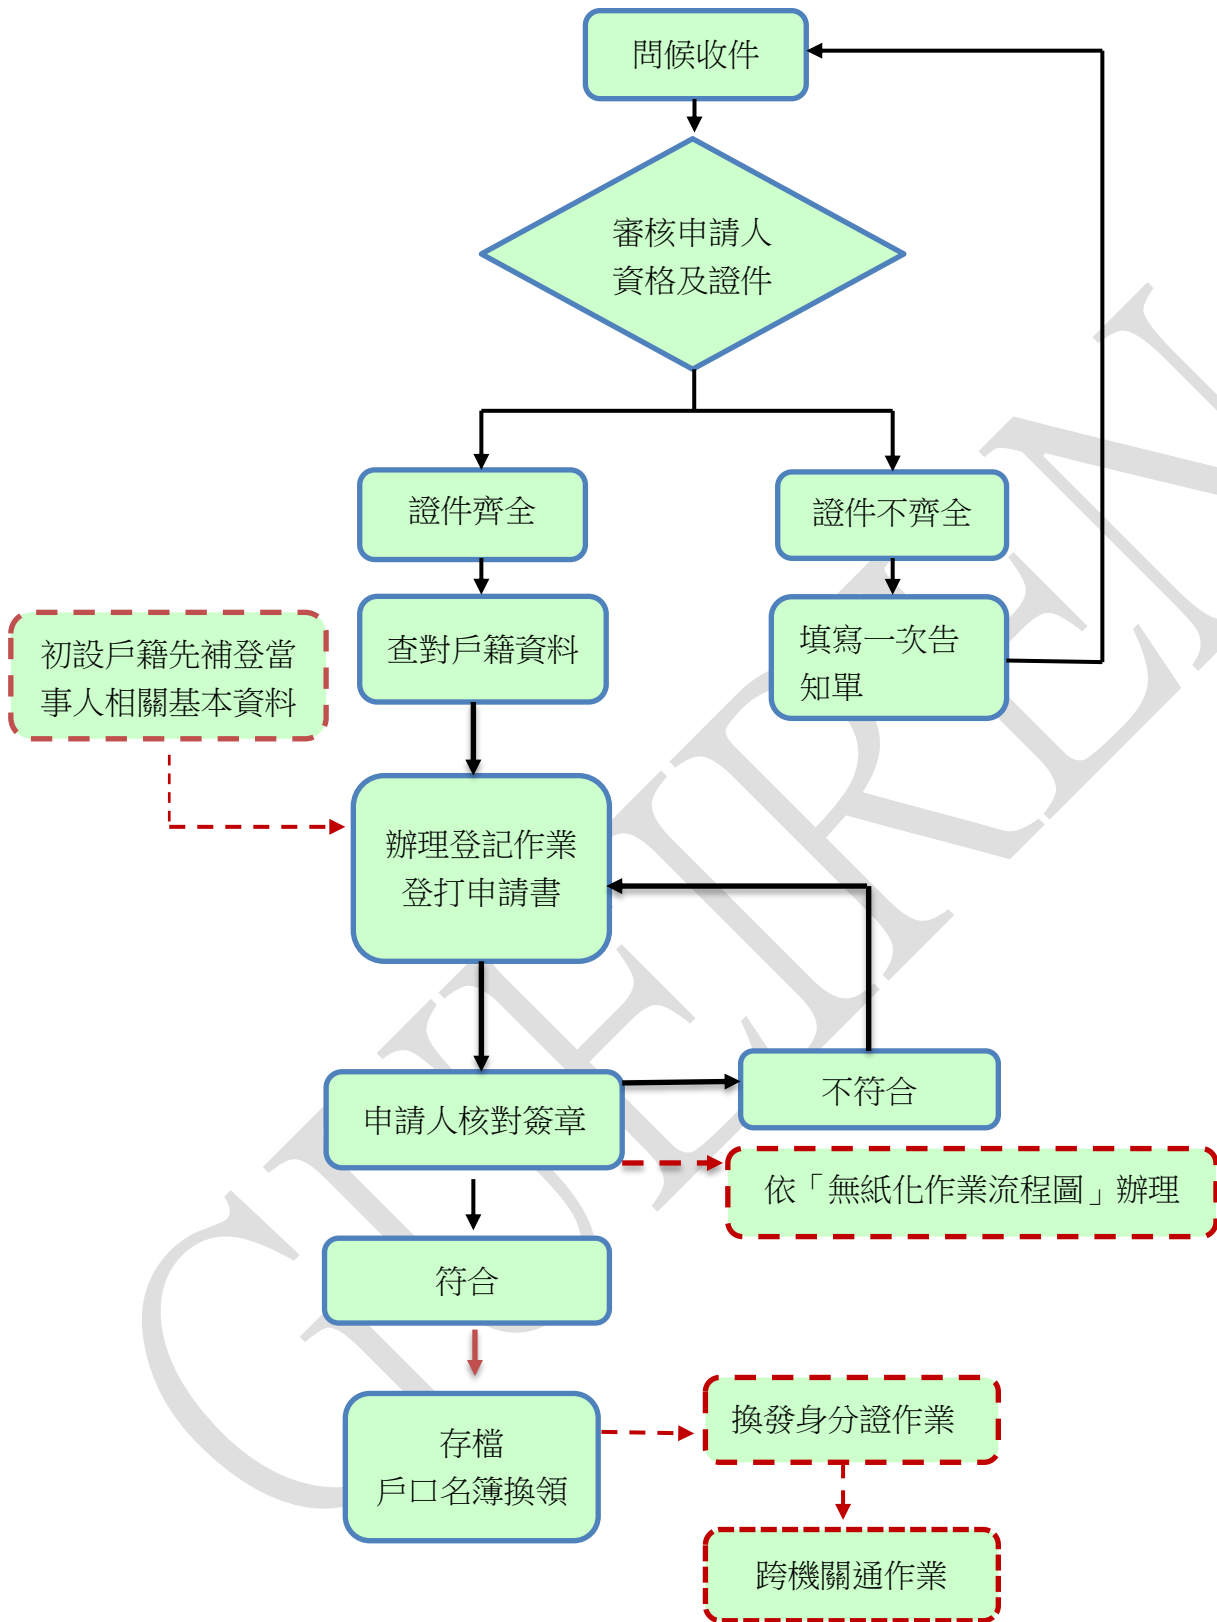 問候收件
審核申請人
資格及證件
證件齊全
證件不齊全
查對戶籍資料
填寫一次告
知單
初設戶籍先補登當
事人相關基本資料
辦理登記作業
登打申請書
申請人核對簽章
不符合
依「無紙化作業流程圖」辦理
符合
存檔
戶口名簿換領
換發身分證作業
跨機關通作業